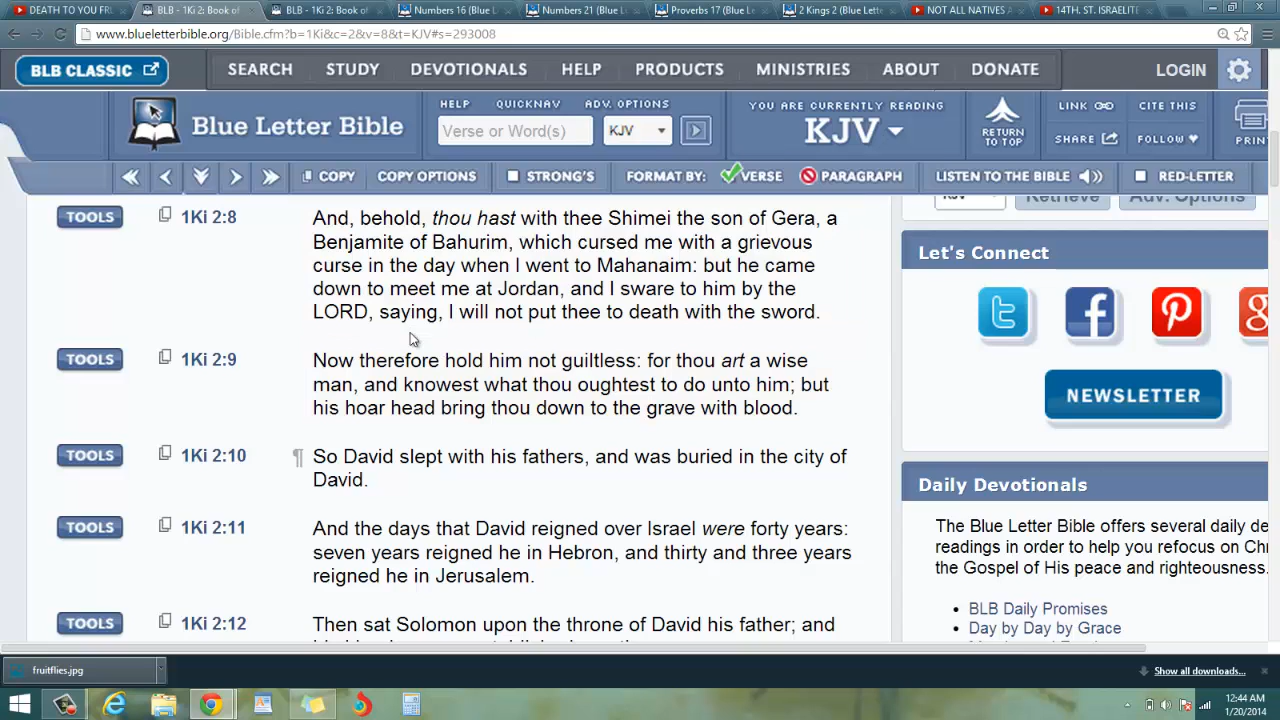 DEATH TO YOU FRU
BLB - 1Ki 2: Book of
BLB - 1Ki 2: Book of
Numbers 16 (Blue L
Numbers 21 (Blue L
Proverbs 17 (Blue L
2 Kings 2 (Blue Lette
NOT ALL NATIVES A
14TH. ST. ISRAELITE
www.blueletterbible.org/Bible.cfm?b=1Ki&c=2&v=8&t=KJV#s=293008
BLB CLASSIC
SEARCH STUDY DEVOTIONALS HELP PRODUCTS MINISTRIES ABOUT DONATE
LOGIN
Blue Letter Bible
HELP QUICKNAV ADV. OPTIONS
Verse or Word(s)
KJV
YOU ARE CURRENTLY READING
KJV
RETURN
TO TOP
LINK CITE THIS
SHARE FOLLOW
PRIN
COPY COPY OPTIONS STRONG'S FORMAT BY: VERSE PARAGRAPH LISTEN TO THE BIBLE RED-LETTER
TOOLS 1Ki 2:8 And, behold, thou hast with thee Shimei the son of Gera, a
Benjamite of Bahurim, which cursed me with a grievous
curse in the day when I went to Mahanaim: but he came
down to meet me at Jordan, and I sware to him by the
LORD, saying, I will not put thee to death with the sword.
TOOLS 1Ki 2:9 Now therefore hold him not guiltless: for thou art a wise
man, and knowest what thou oughtest to do unto him; but
his hoar head bring thou down to the grave with blood.
TOOLS 1Ki 2:10 ¶ So David slept with his fathers, and was buried in the city of
David.
TOOLS 1Ki 2:11 And the days that David reigned over Israel were forty years:
seven years reigned he in Hebron, and thirty and three years
reigned he in Jerusalem.
TOOLS 1Ki 2:12 Then sat Solomon upon the throne of David his father; and
KJV Retrieve Adv. Options
Let's Connect
NEWSLETTER
Daily Devotionals
The Blue Letter Bible offers several daily de
readings in order to help you refocus on Chr
the Gospel of His peace and righteousness.
• BLB Daily Promises
• Day by Day by Grace
fruitflies.jpg
Show all downloads...
12:44 AM
1/20/2014